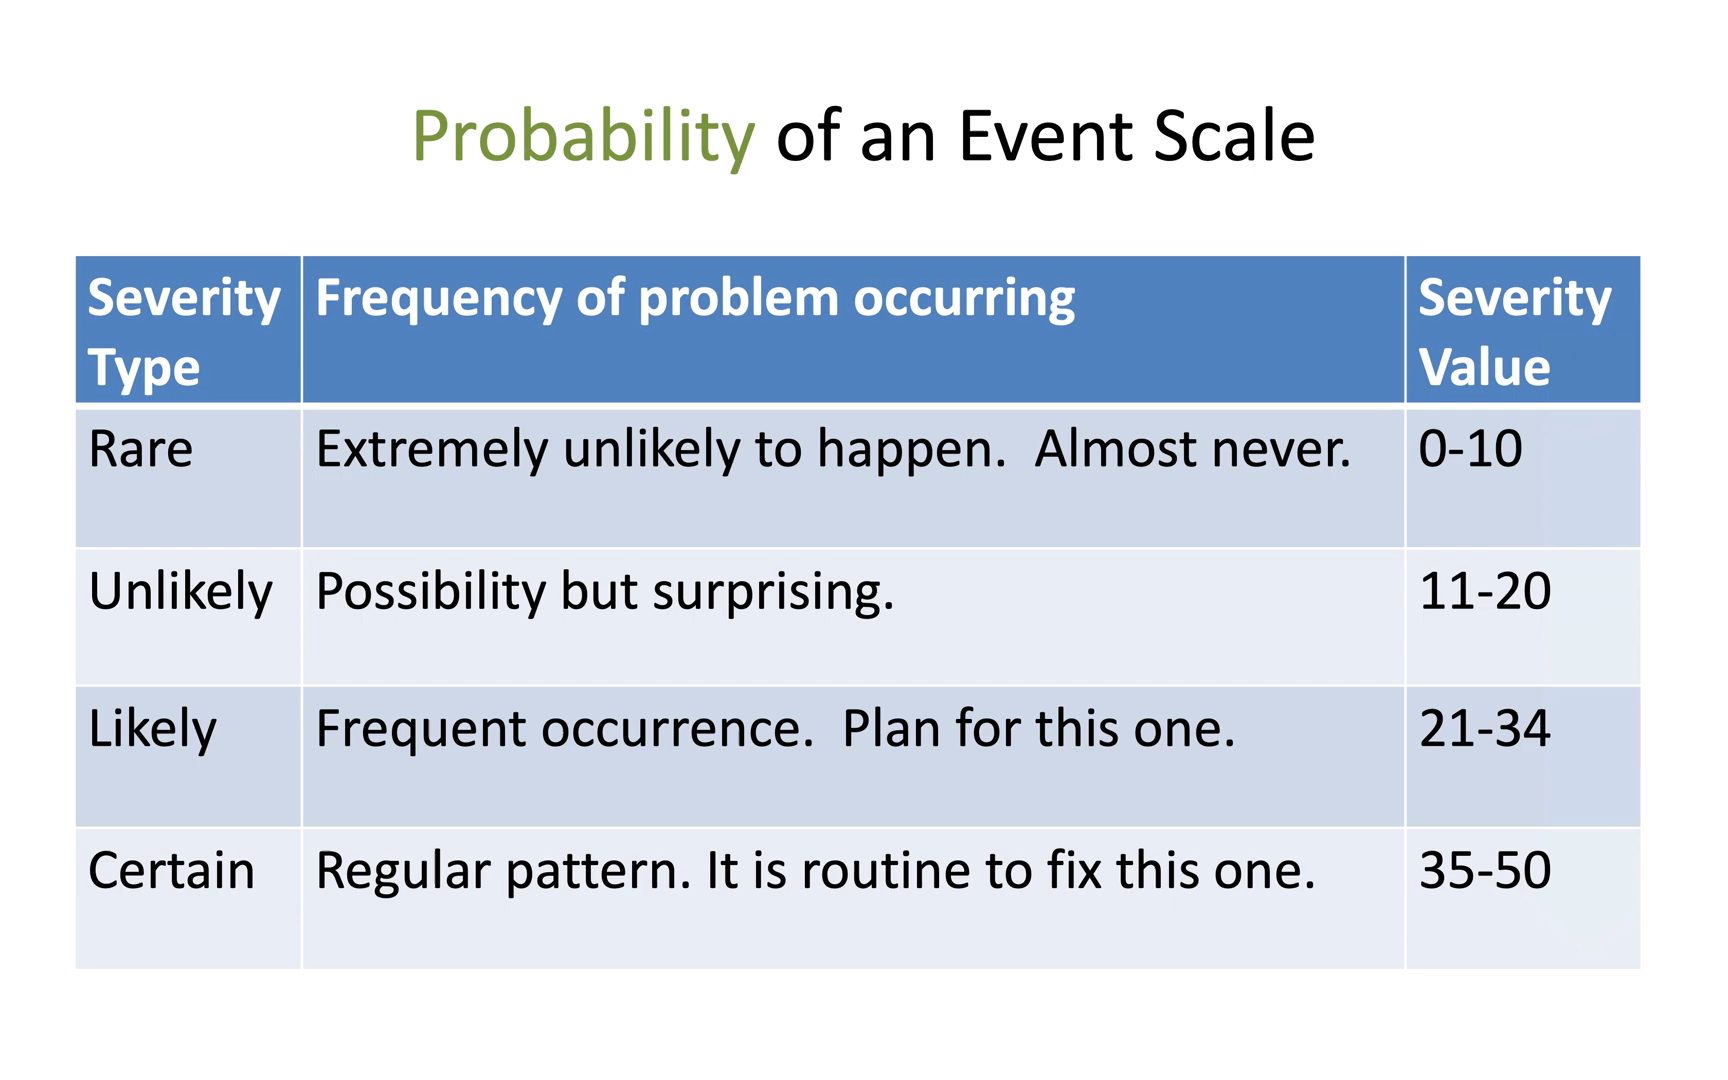 Probability of an Event Scale
Severity Type Frequency of problem occurring Severity Value
Rare Extremely unlikely to happen.  Almost never. 0-10
Unlikely Possibility but surprising. 11-20
Likely Frequent occurrence.  Plan for this one. 21-34
Certain Regular pattern. It is routine to fix this one. 35-50